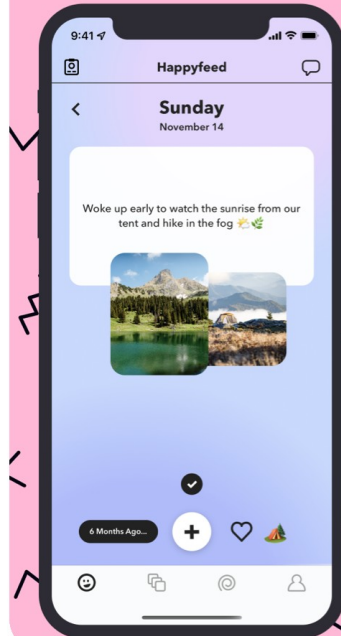 9:41
Happyfeed
Sunday
November 14
Woke up early to watch the sunrise from our
tent and hike in the fog 🌤️🌿
6 Months Ago...